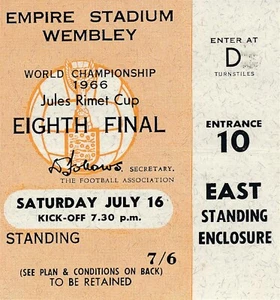 EMPIRE STADIUM
WEMBLEY
WORLD CHAMPIONSHIP
1966
Jules Rimet Cup
EIGHTH FINAL
D Follows. SECRETARY.
THE FOOTBALL ASSOCIATION
SATURDAY JULY 16
KICK-OFF 7.30 p.m.
STANDING
7/6
(SEE PLAN & CONDITIONS ON BACK)
TO BE RETAINED
ENTER AT
D
TURNSTILES
ENTRANCE
10
EAST
STANDING
ENCLOSURE